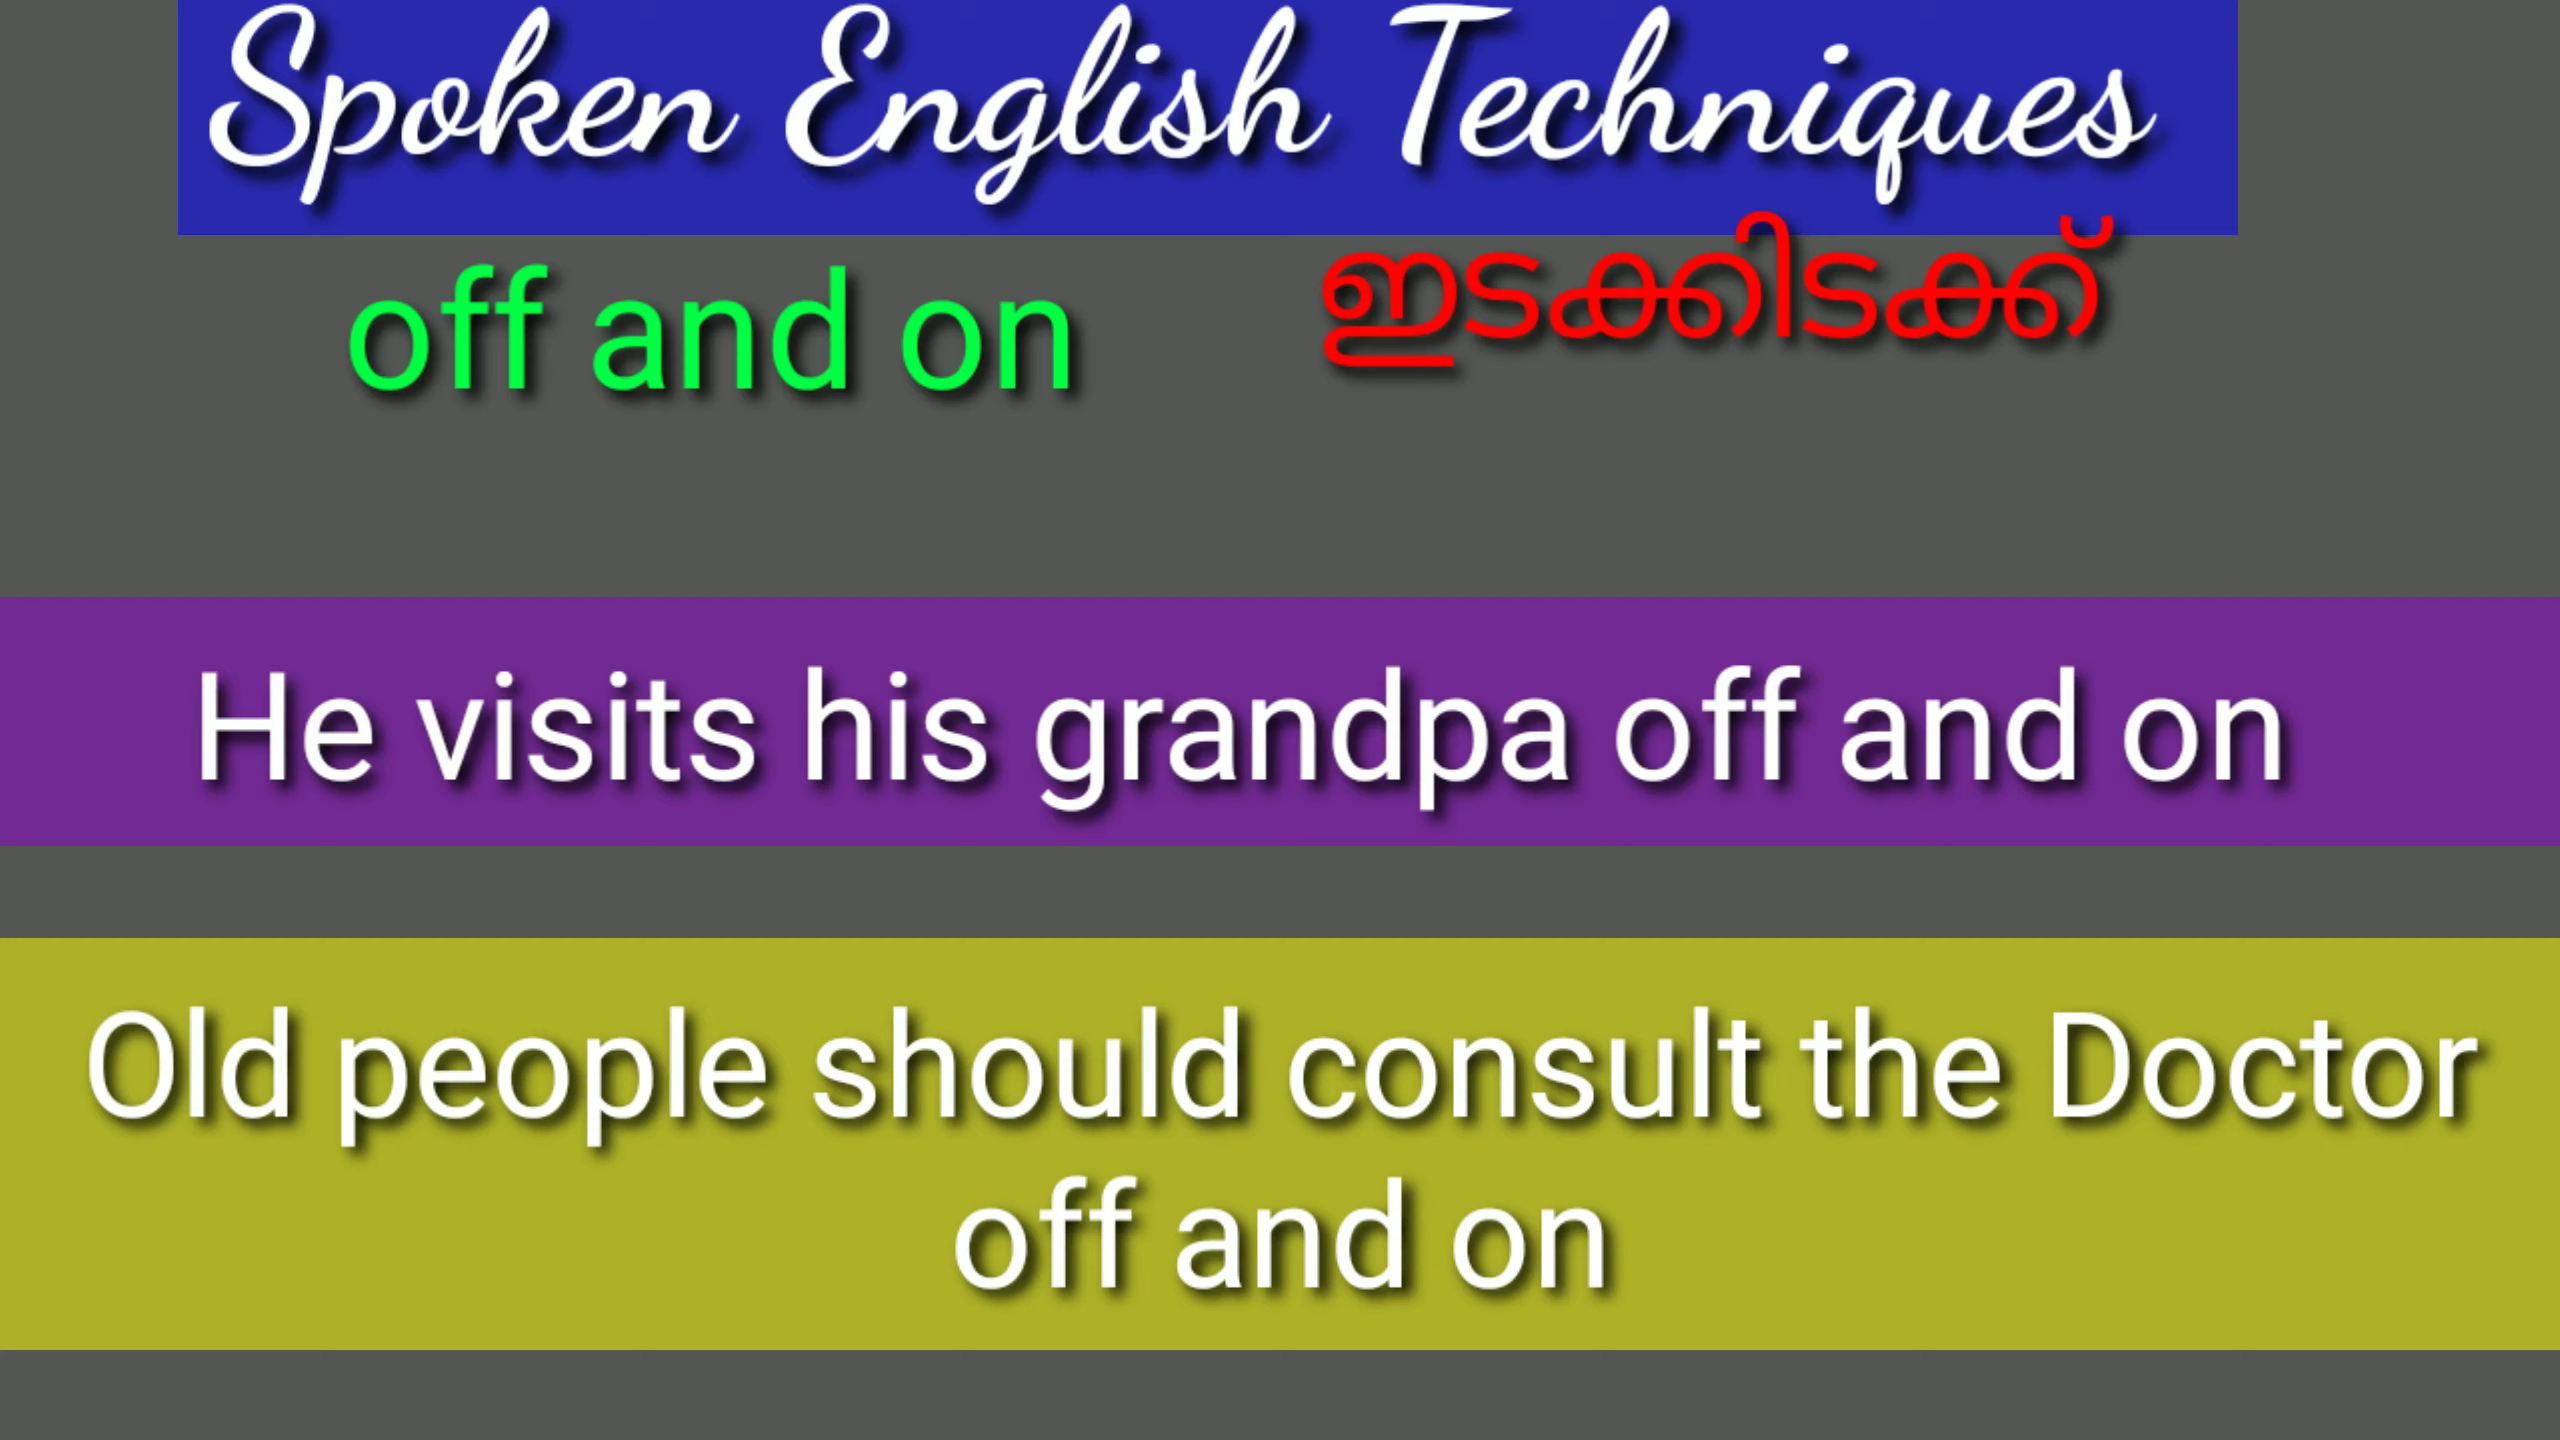 Spoken English Techniques
off and on ഇടക്കിടക്ക്
He visits his grandpa off and on
Old people should consult the Doctor
off and on